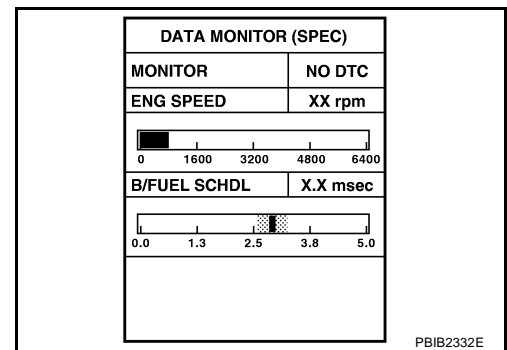 DATA MONITOR (SPEC)
MONITOR NO DTC
ENG SPEED XX rpm
0 1600 3200 4800 6400
B/FUEL SCHDL X.X msec
0.0 1.3 2.5 3.8 5.0
PBIB2332E